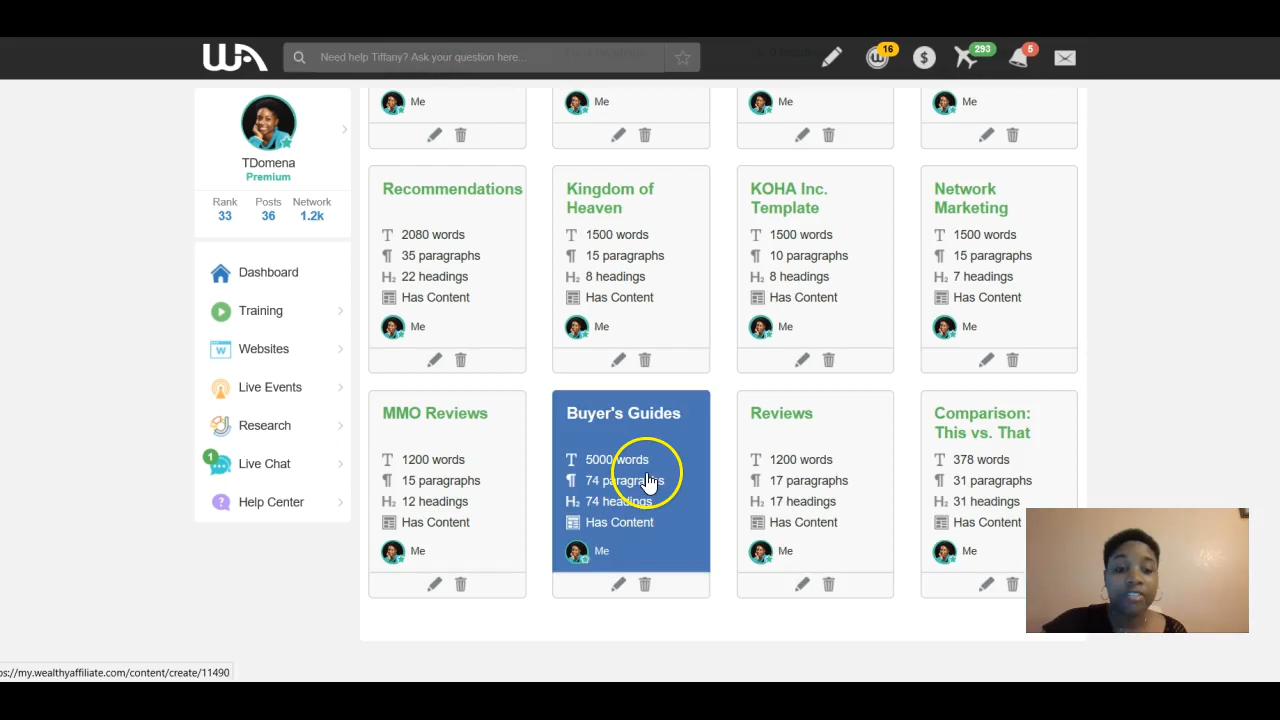 WA
Need help Tiffany? Ask your question here...
16
$
293
5
TDomena
Premium
Rank Posts Network
33 36 1.2k
Dashboard
Training
Websites
Live Events
Research
1
Live Chat
Help Center
Me
Me
Me
Me
Recommendations
2080 words
35 paragraphs
22 headings
Has Content
Me
Kingdom of
Heaven
1500 words
15 paragraphs
8 headings
Has Content
Me
KOHA Inc.
Template
1500 words
10 paragraphs
8 headings
Has Content
Me
Network
Marketing
1500 words
15 paragraphs
7 headings
Has Content
Me
MMO Reviews
1200 words
15 paragraphs
12 headings
Has Content
Me
Buyer's Guides
5000 words
74 paragraphs
74 headings
Has Content
Me
Reviews
1200 words
17 paragraphs
17 headings
Has Content
Me
Comparison:
This vs. That
378 words
31 paragraphs
31 headings
Has Content
Me
ps://my.wealthyaffiliate.com/content/create/11490